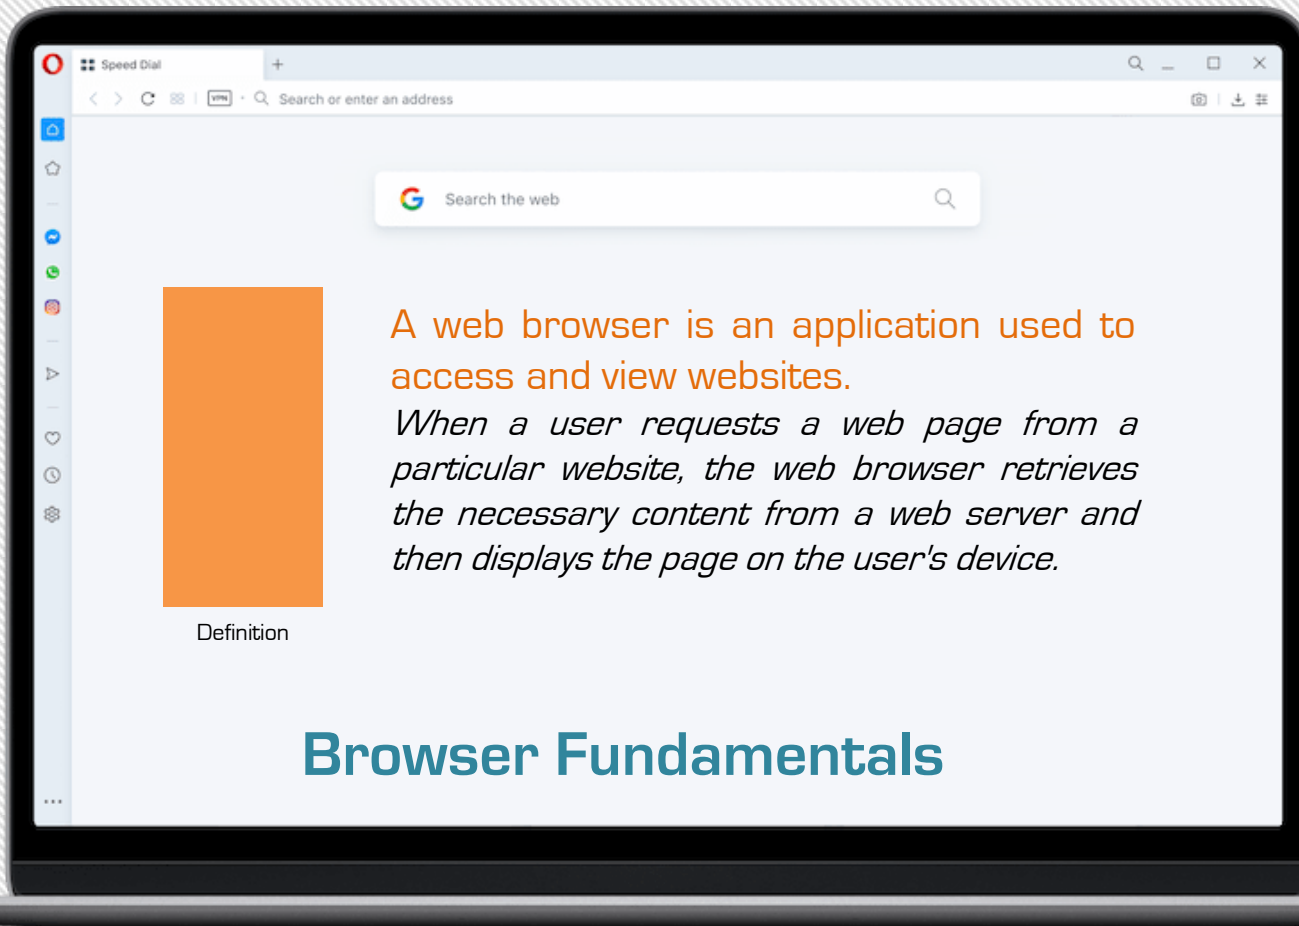 Speed Dial
VPN
Search or enter an address
Search the web
A web browser is an application used to
access and view websites.
When a user requests a web page from a
particular website, the web browser retrieves
the necessary content from a web server and
then displays the page on the user's device.
Definition
Browser Fundamentals